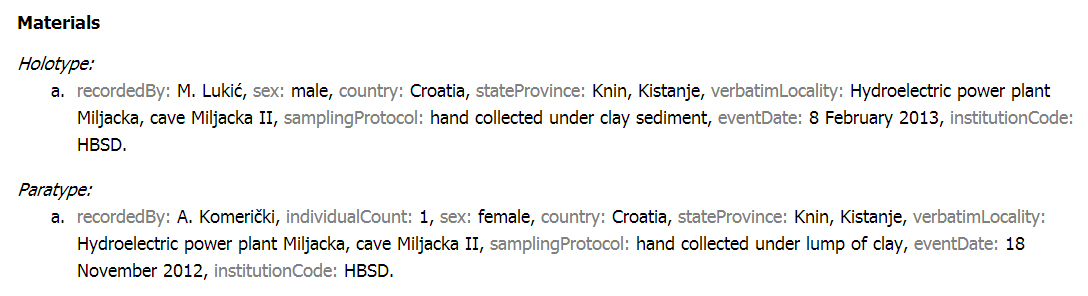 Materials
Holotype:
a. recordedBy: M. Lukić, sex: male, country: Croatia, stateProvince: Knin, Kistanje, verbatimLocality: Hydroelectric power plant
Miljacka, cave Miljacka II, samplingProtocol: hand collected under clay sediment, eventDate: 8 February 2013, institutionCode:
HBSD.
Paratype:
a. recordedBy: A. Komerički, individualCount: 1, sex: female, country: Croatia, stateProvince: Knin, Kistanje, verbatimLocality:
Hydroelectric power plant Miljacka, cave Miljacka II, samplingProtocol: hand collected under lump of clay, eventDate: 18
November 2012, institutionCode: HBSD.